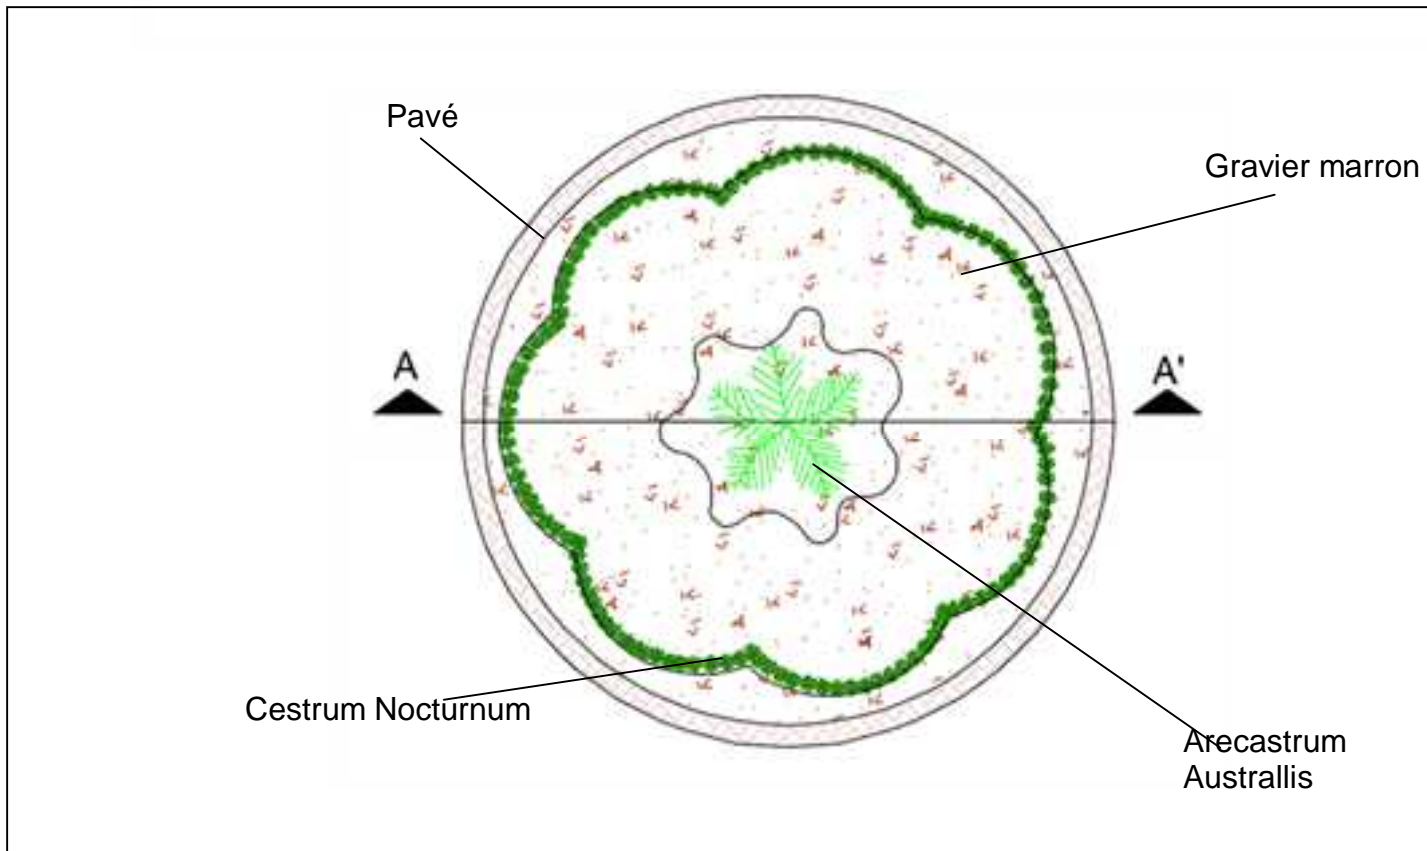 Pavé
Gravier marron
A
A'
Cestrum Nocturnum
Arecastrum
Australlis